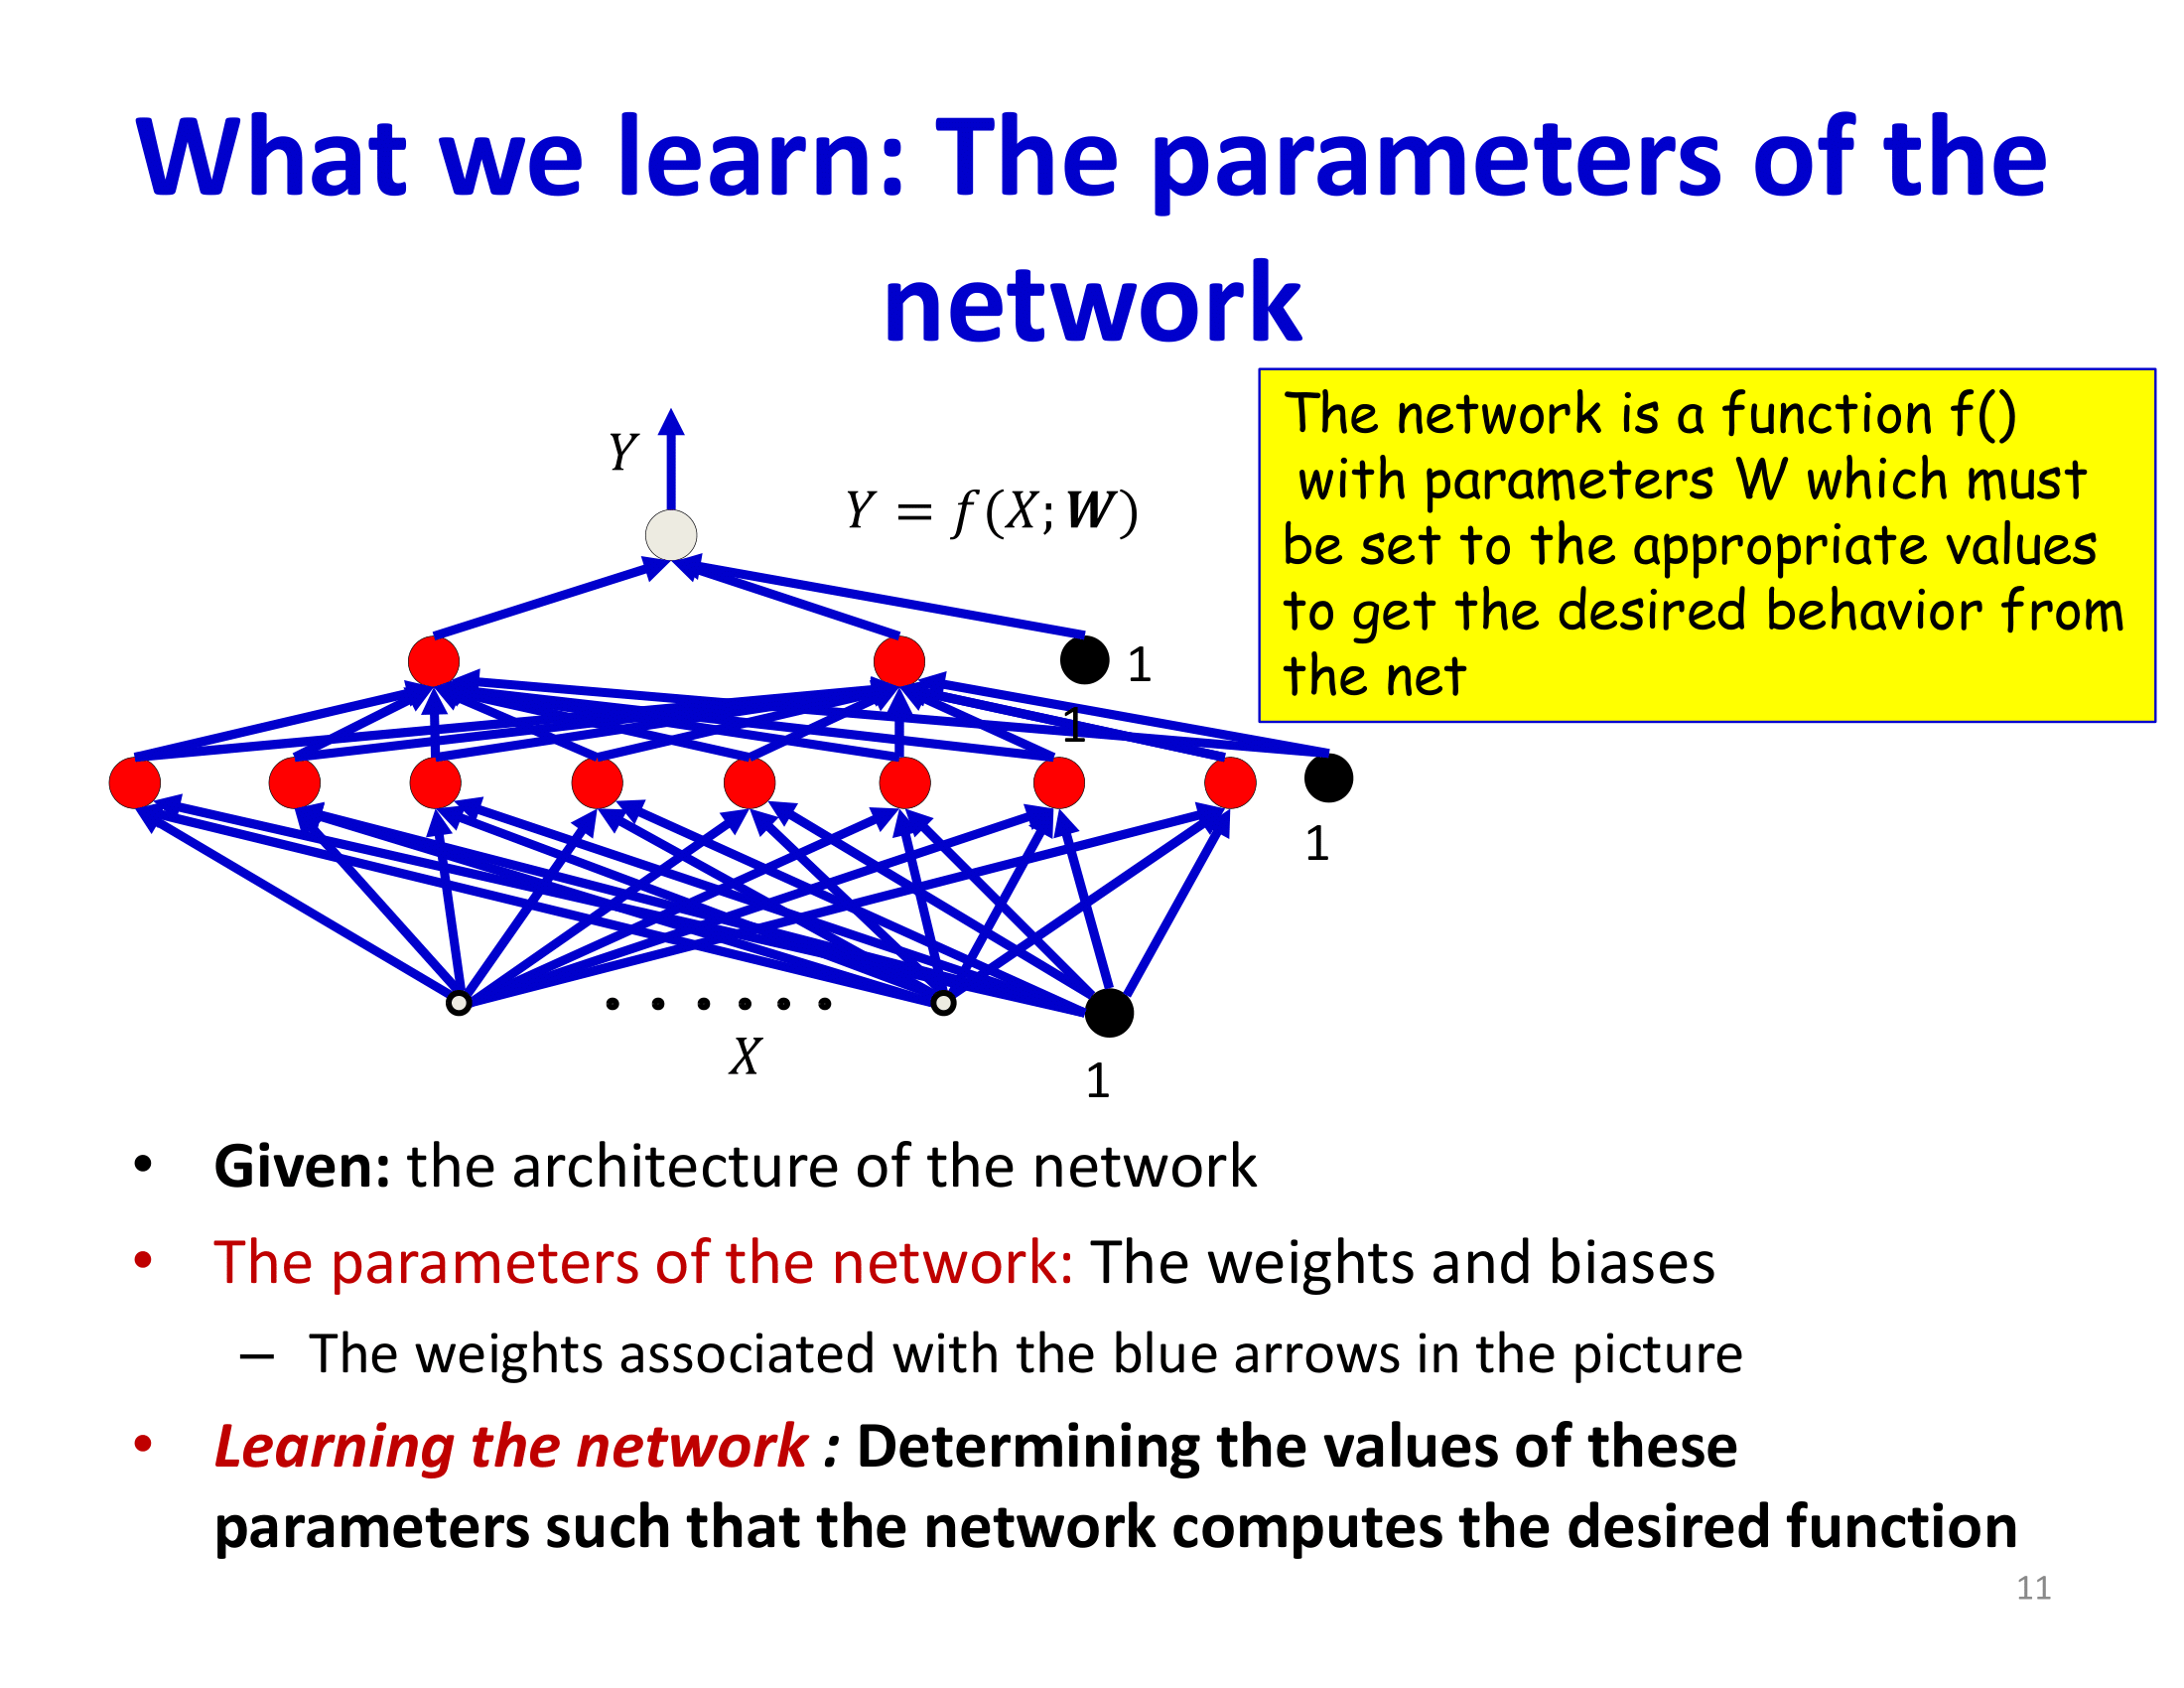 What we learn: The parameters of the
network
The network is a function f()
with parameters W which must
be set to the appropriate values
to get the desired behavior from
the net
Y
Y = f(X; W)
1
1
1
X
1
• Given: the architecture of the network
• The parameters of the network: The weights and biases
– The weights associated with the blue arrows in the picture
• Learning the network : Determining the values of these
parameters such that the network computes the desired function
11